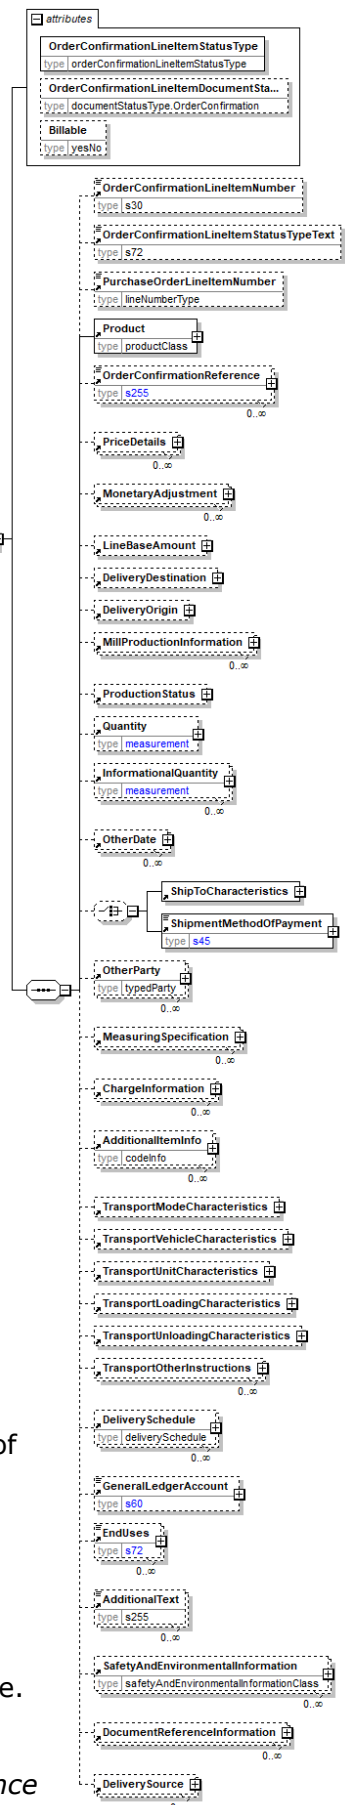 attributes
OrderConfirmationLineItemStatusType
type orderConfirmationLineItemStatusType
OrderConfirmationLineItemDocumentSta...
type documentStatusType.OrderConfirmation
Billable
type yesNo
OrderConfirmationLineItemNumber
type s30
OrderConfirmationLineItemStatusTypeText
type s72
PurchaseOrderLineItemNumber
type lineNumberType
Product
type productClass
OrderConfirmationReference
type s255
0..∞
PriceDetails
0..∞
MonetaryAdjustment
0..∞
LineBaseAmount
DeliveryDestination
DeliveryOrigin
MillProductionInformation
0..∞
ProductionStatus
Quantity
type measurement
InformationalQuantity
type measurement
0..∞
OtherDate
0..∞
ShipToCharacteristics
ShipmentMethodOfPayment
type s45
OtherParty
type typedParty
0..∞
MeasuringSpecification
0..∞
ChargeInformation
0..∞
AdditionalItemInfo
type codeInfo
0..∞
TransportModeCharacteristics
TransportVehicleCharacteristics
TransportUnitCharacteristics
TransportLoadingCharacteristics
TransportUnloadingCharacteristics
TransportOtherInstructions
0..∞
DeliverySchedule
type deliverySchedule
0..∞
of
GeneralLedgerAccount
type s60
EndUses
type s72
0..∞
AdditionalText
type s255
0..∞
SafetyAndEnvironmentalInformation
type safetyAndEnvironmentalInformationClass
e.
0..∞
DocumentReferenceInformation
0..∞
DeliverySource
nce